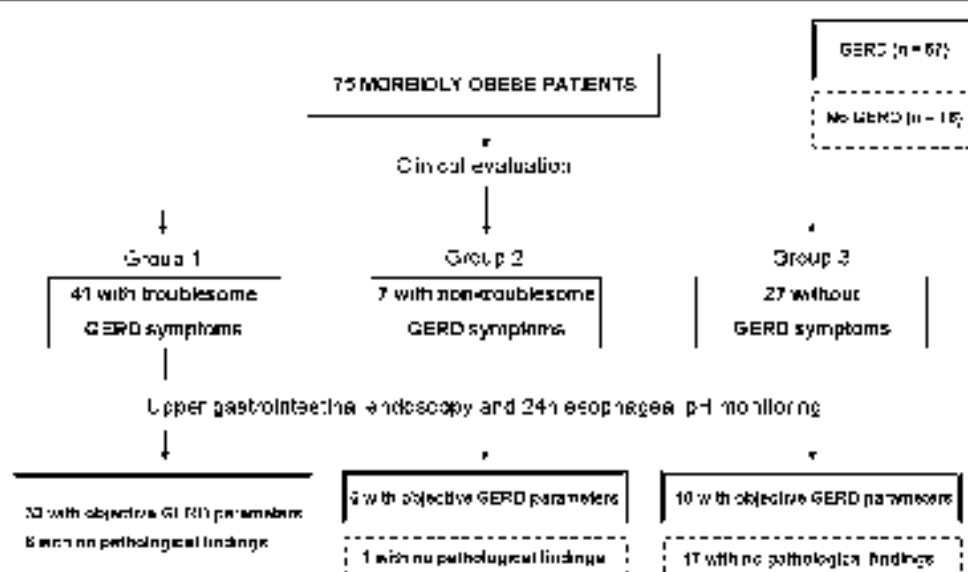 GERD (n = 57)
75 MORBIDLY OBESE PATIENTS
No GERD (n = 18)
Clinical evaluation
Group 1
Group 2
Group 3
41 with troublesome
GERD symptoms
7 with non-troublesome
GERD symptoms
27 without
GERD symptoms
Upper gastrointestinal endoscopy and 24h esophageal pH monitoring
with objective GERD parameters
with no pathological findings
6 with objective GERD parameters
1 with no pathological findings
10 with objective GERD parameters
17 with no pathological findings